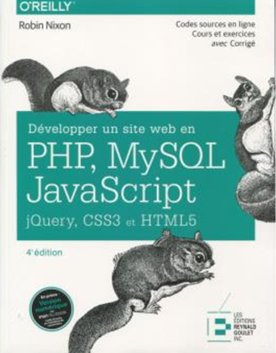 O'REILLY®
Robin Nixon
Codes sources en ligne
Cours et exercices
avec Corrigé
Développer un site web en
PHP, MySQL
JavaScript
jQuery, CSS3 et HTML5
4e édition
LES
ÉDITIONS
REYNALD
GOULET
INC.